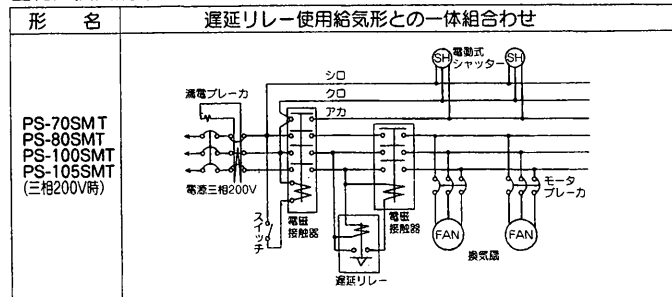 形 名
遅延リレー使用給気形との一体組合わせ
PS-70SMT
PS-80SMT
PS-100SMT
PS-105SMT
(三相200V時)
SH
電動式
シャッター
SH
シロ
クロ
アカ
漏電ブレーカ
電源三相200V
スイッチ
電磁
接触器
電磁
接触器
遅延リレー
モータ
ブレーカ
FAN
FAN
換気扇